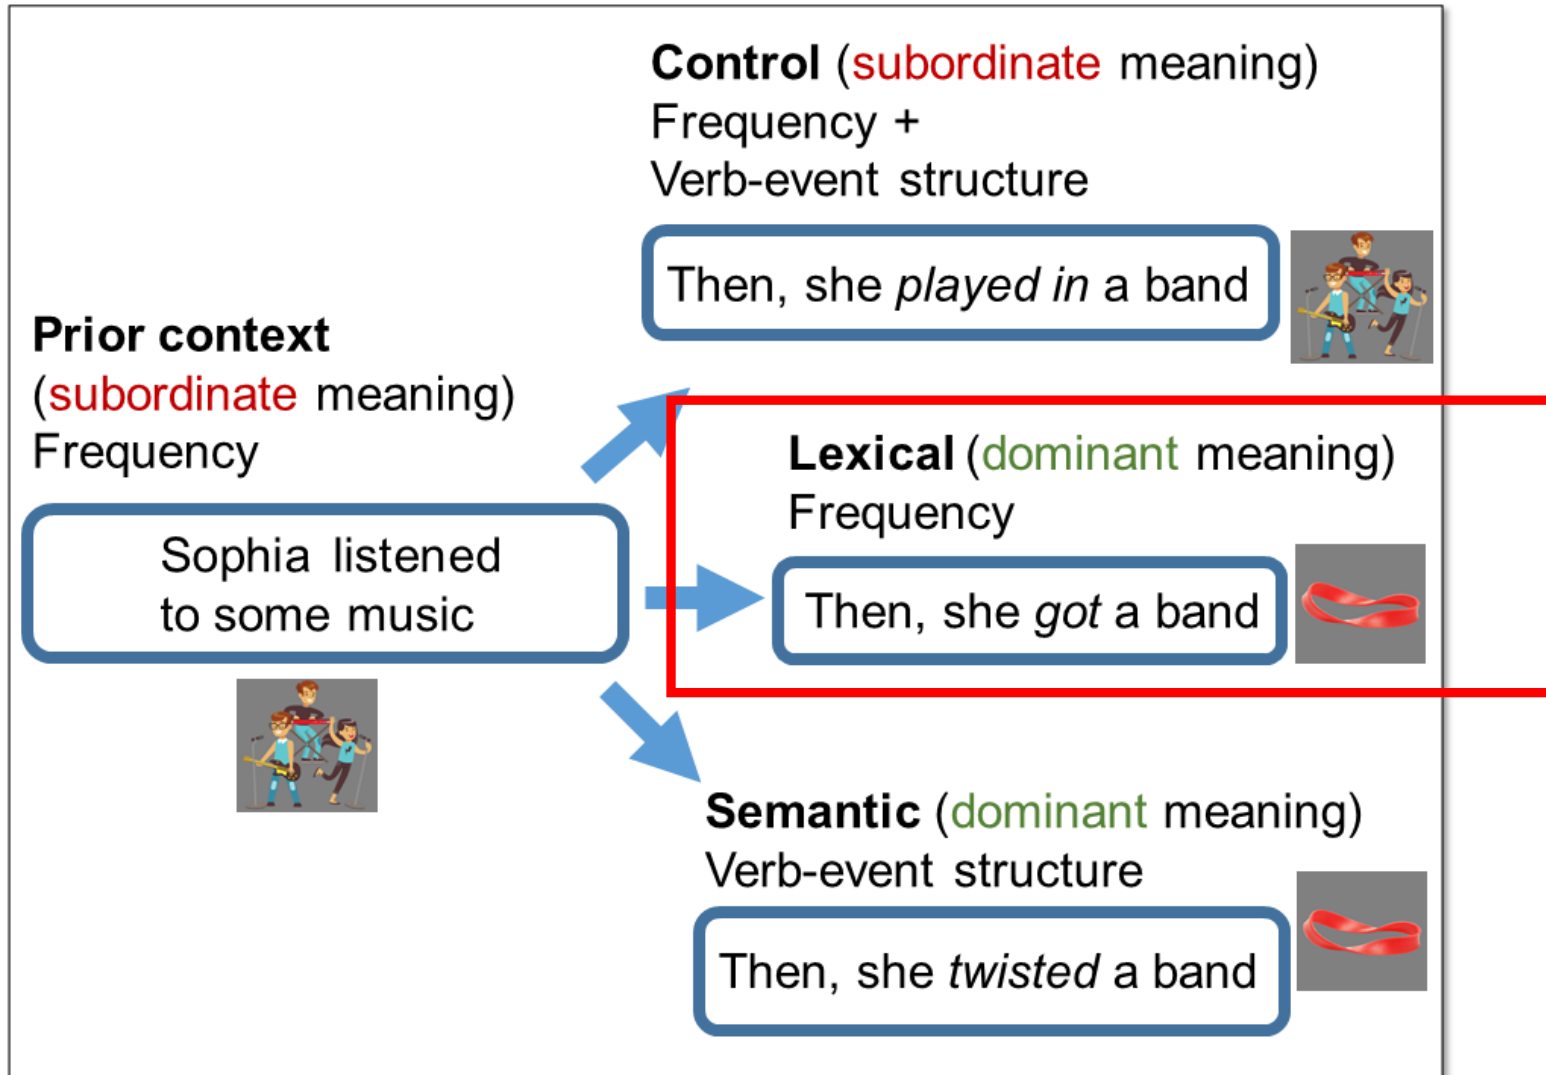 Control (subordinate meaning)
Frequency +
Verb-event structure
Then, she played in a band
Prior context
(subordinate meaning)
Frequency
Sophia listened
to some music
Lexical (dominant meaning)
Frequency
Then, she got a band
Semantic (dominant meaning)
Verb-event structure
Then, she twisted a band